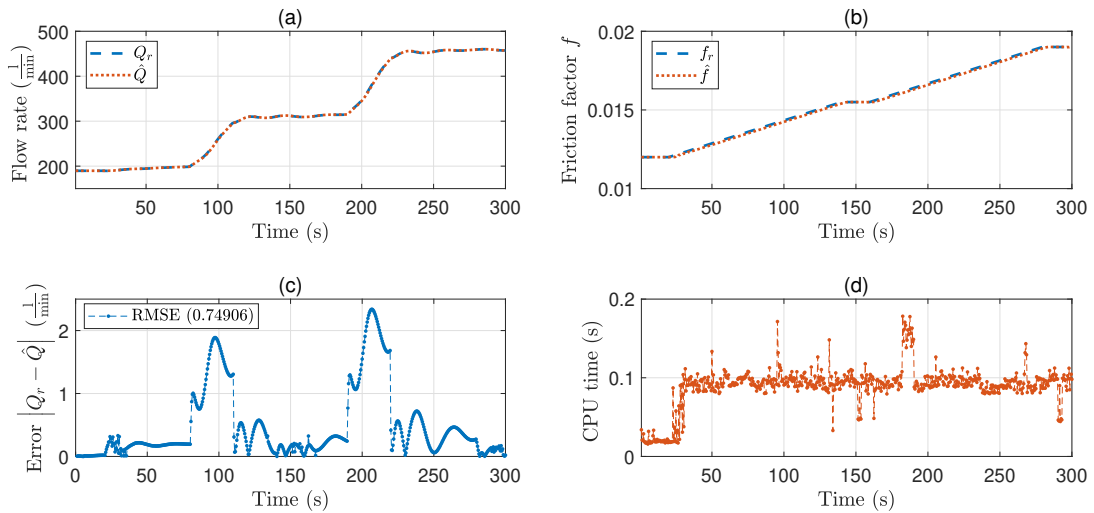 (a)
500
400
300
200
50
100
150
200
250
300
Time (s)
Flow rate (1/min)
Q_r
Q̂
(b)
0.02
0.015
0.01
50
100
150
200
250
300
Time (s)
Friction factor f
f_r
f̂
(c)
2
1
0
0
50
100
150
200
250
300
Time (s)
Error |Q_r − Q̂| (1/min)
RMSE (0.74906)
(d)
0.2
0.1
0
50
100
150
200
250
300
Time (s)
CPU time (s)